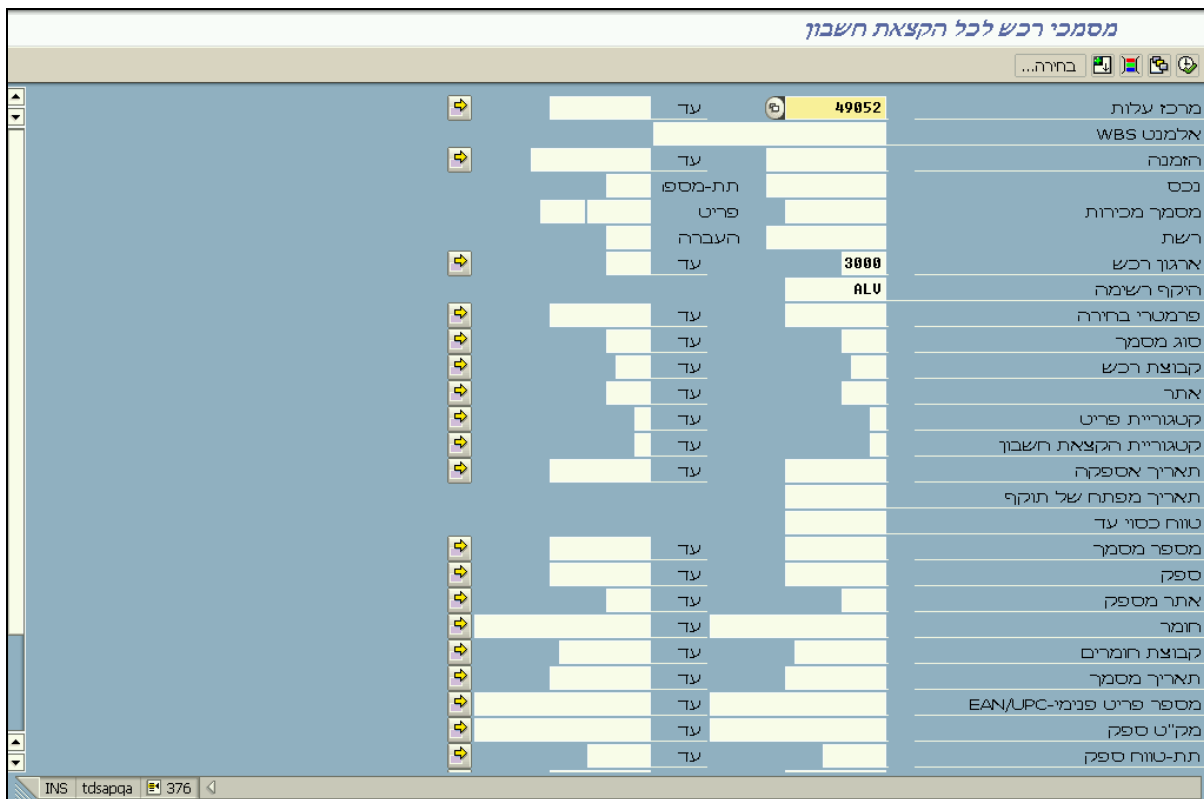 מסמכי רכש לכל הקצאת חשבון
בחירה...
מרכז עלות 49052 עד
אלמנט WBS
הזמנה עד
נכס תת-מספו
מסמך מכירות פריט
רשת העברה
ארגון רכש 3000 עד
היקף רשימה ALV
פרמטרי בחירה עד
סוג מסמך עד
קבוצת רכש עד
אתר עד
קטגוריית פריט עד
קטגוריית הקצאת חשבון עד
תאריך אספקה עד
תאריך מפתח של תוקף
טווח כסוי עד
מספר מסמך עד
ספק עד
אתר מספק עד
חומר עד
קבוצת חומרים עד
תאריך מסמך עד
מספר פריט פנימי-EAN/UPC עד
מק"ט ספק עד
תת-טווח ספק עד
INS tdsapqa 376